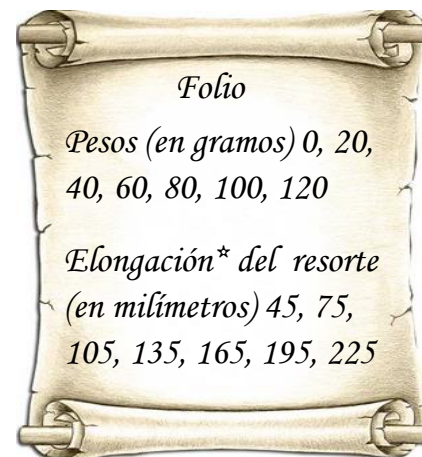 Folio
Pesos (en gramos) 0, 20,
40, 60, 80, 100, 120
Elongación* del resorte
(en milímetros) 45, 75,
105, 135, 165, 195, 225